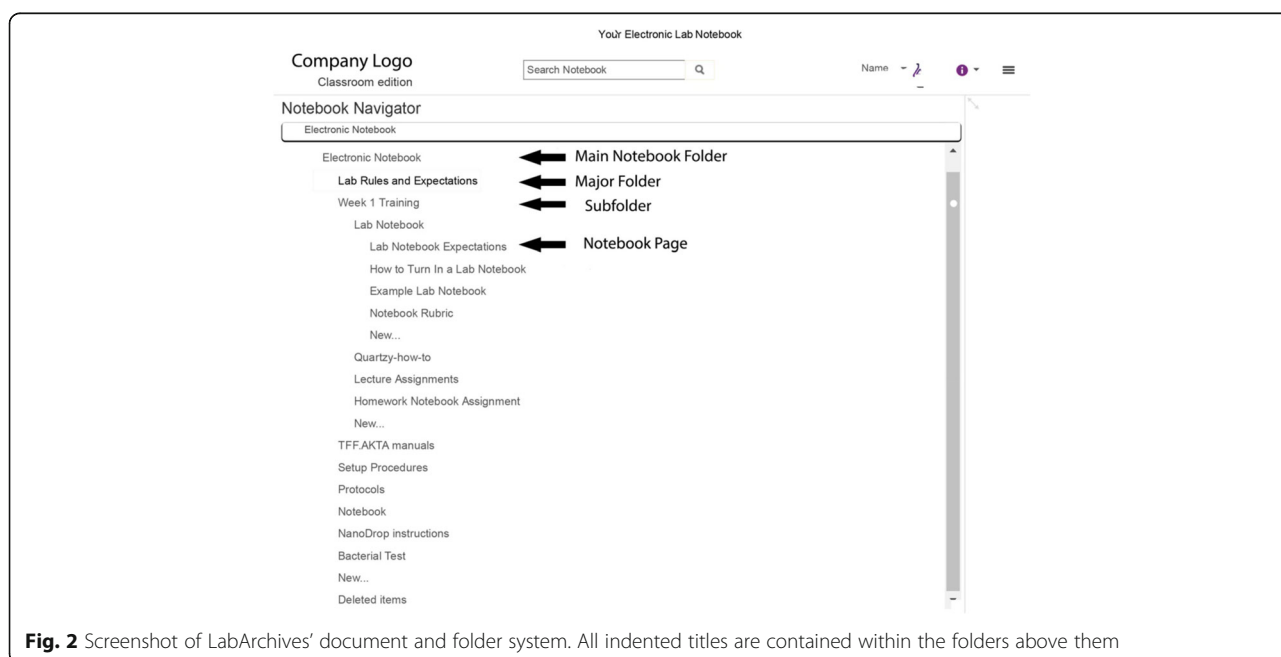 Your Electronic Lab Notebook
Company Logo
Classroom edition
Search Notebook
Name
Notebook Navigator
Electronic Notebook
Electronic Notebook
Main Notebook Folder
Lab Rules and Expectations
Major Folder
Week 1 Training
Subfolder
Lab Notebook
Lab Notebook Expectations
Notebook Page
How to Turn In a Lab Notebook
Example Lab Notebook
Notebook Rubric
New...
Quartzy-how-to
Lecture Assignments
Homework Notebook Assignment
New...
TFF.AKTA manuals
Setup Procedures
Protocols
Notebook
NanoDrop instructions
Bacterial Test
New...
Deleted items
Fig. 2 Screenshot of LabArchives’ document and folder system. All indented titles are contained within the folders above them